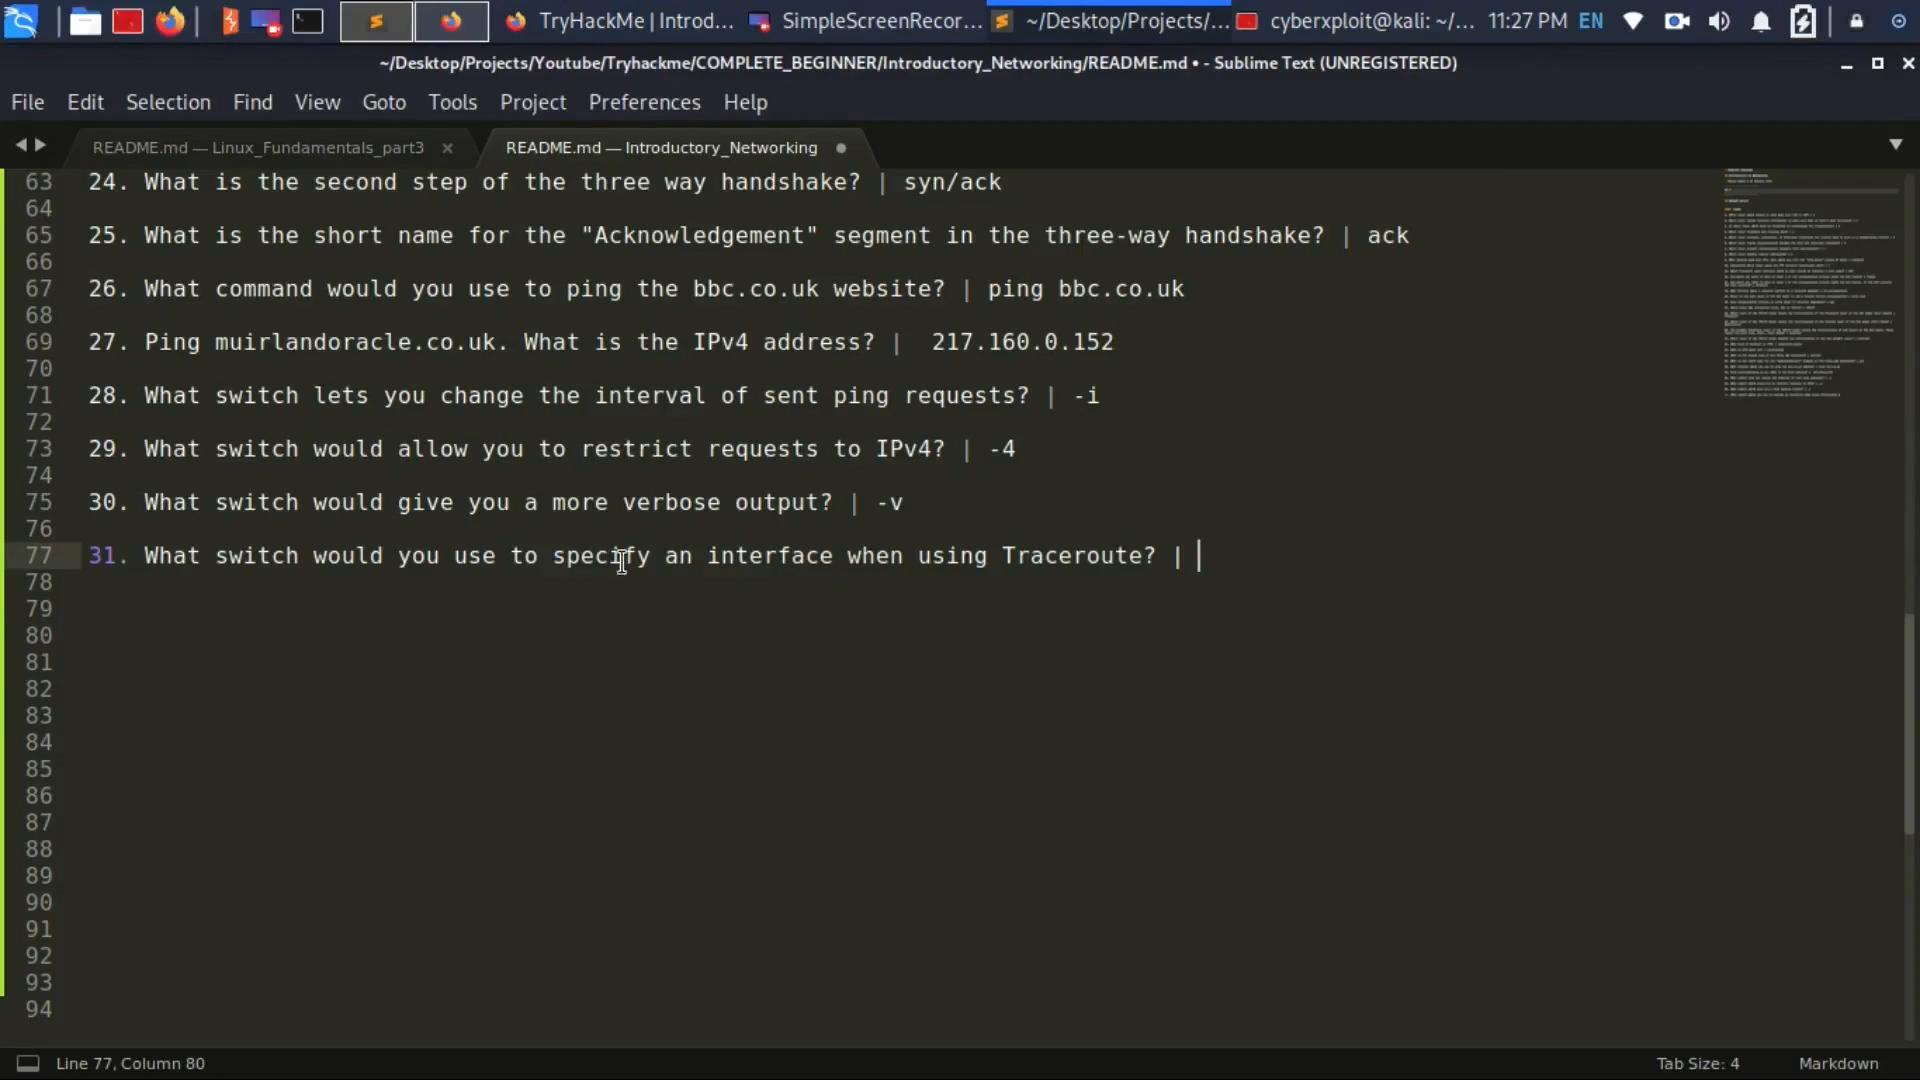 TryHackMe | Introd... SimpleScreenRecor... ~/Desktop/Projects/... cyberxploit@kali: ~/... 11:27 PM EN
~/Desktop/Projects/Youtube/Tryhackme/COMPLETE_BEGINNER/Introductory_Networking/README.md • - Sublime Text (UNREGISTERED)
File Edit Selection Find View Goto Tools Project Preferences Help
README.md — Linux_Fundamentals_part3 README.md — Introductory_Networking
63 24. What is the second step of the three way handshake? | syn/ack
64
65 25. What is the short name for the "Acknowledgement" segment in the three-way handshake? | ack
66
67 26. What command would you use to ping the bbc.co.uk website? | ping bbc.co.uk
68
69 27. Ping muirlandoracle.co.uk. What is the IPv4 address? |  217.160.0.152
70
71 28. What switch lets you change the interval of sent ping requests? | -i
72
73 29. What switch would allow you to restrict requests to IPv4? | -4
74
75 30. What switch would give you a more verbose output? | -v
76
77 31. What switch would you use to specify an interface when using Traceroute? |
78
79
80
81
82
83
84
85
86
87
88
89
90
91
92
93
94
Line 77, Column 80 Tab Size: 4 Markdown